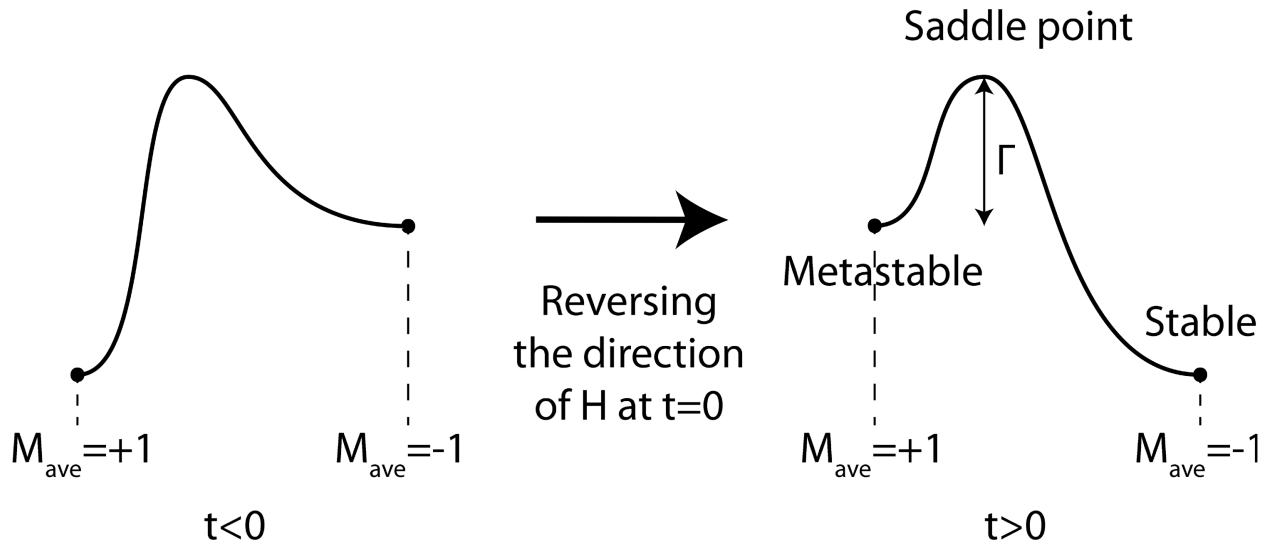 Saddle point
Γ
Metastable
Stable
Reversing
the direction
of H at t=0
M_ave=+1
M_ave=-1
M_ave=+1
M_ave=-1
t<0
t>0